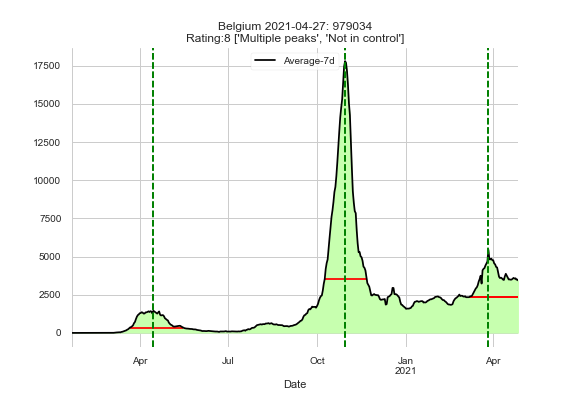 Belgium 2021-04-27: 979034
Rating:8 ['Multiple peaks', 'Not in control']
Average-7d
17500
15000
12500
10000
7500
5000
2500
0
Apr
Jul
Oct
Jan
2021
Apr
Date